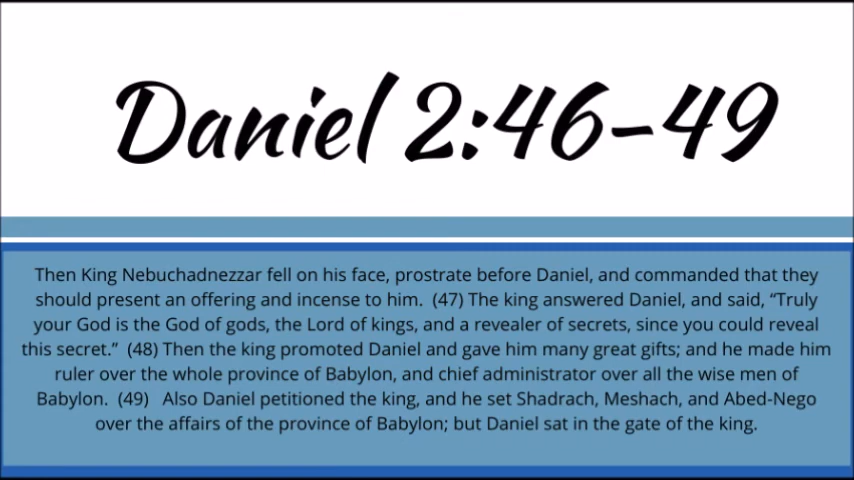 Daniel 2:46-49
Then King Nebuchadnezzar fell on his face, prostrate before Daniel, and commanded that they
should present an offering and incense to him.  (47) The king answered Daniel, and said, “Truly
your God is the God of gods, the Lord of kings, and a revealer of secrets, since you could reveal
this secret.”  (48) Then the king promoted Daniel and gave him many great gifts; and he made him
ruler over the whole province of Babylon, and chief administrator over all the wise men of
Babylon.  (49)   Also Daniel petitioned the king, and he set Shadrach, Meshach, and Abed-Nego
over the affairs of the province of Babylon; but Daniel sat in the gate of the king.